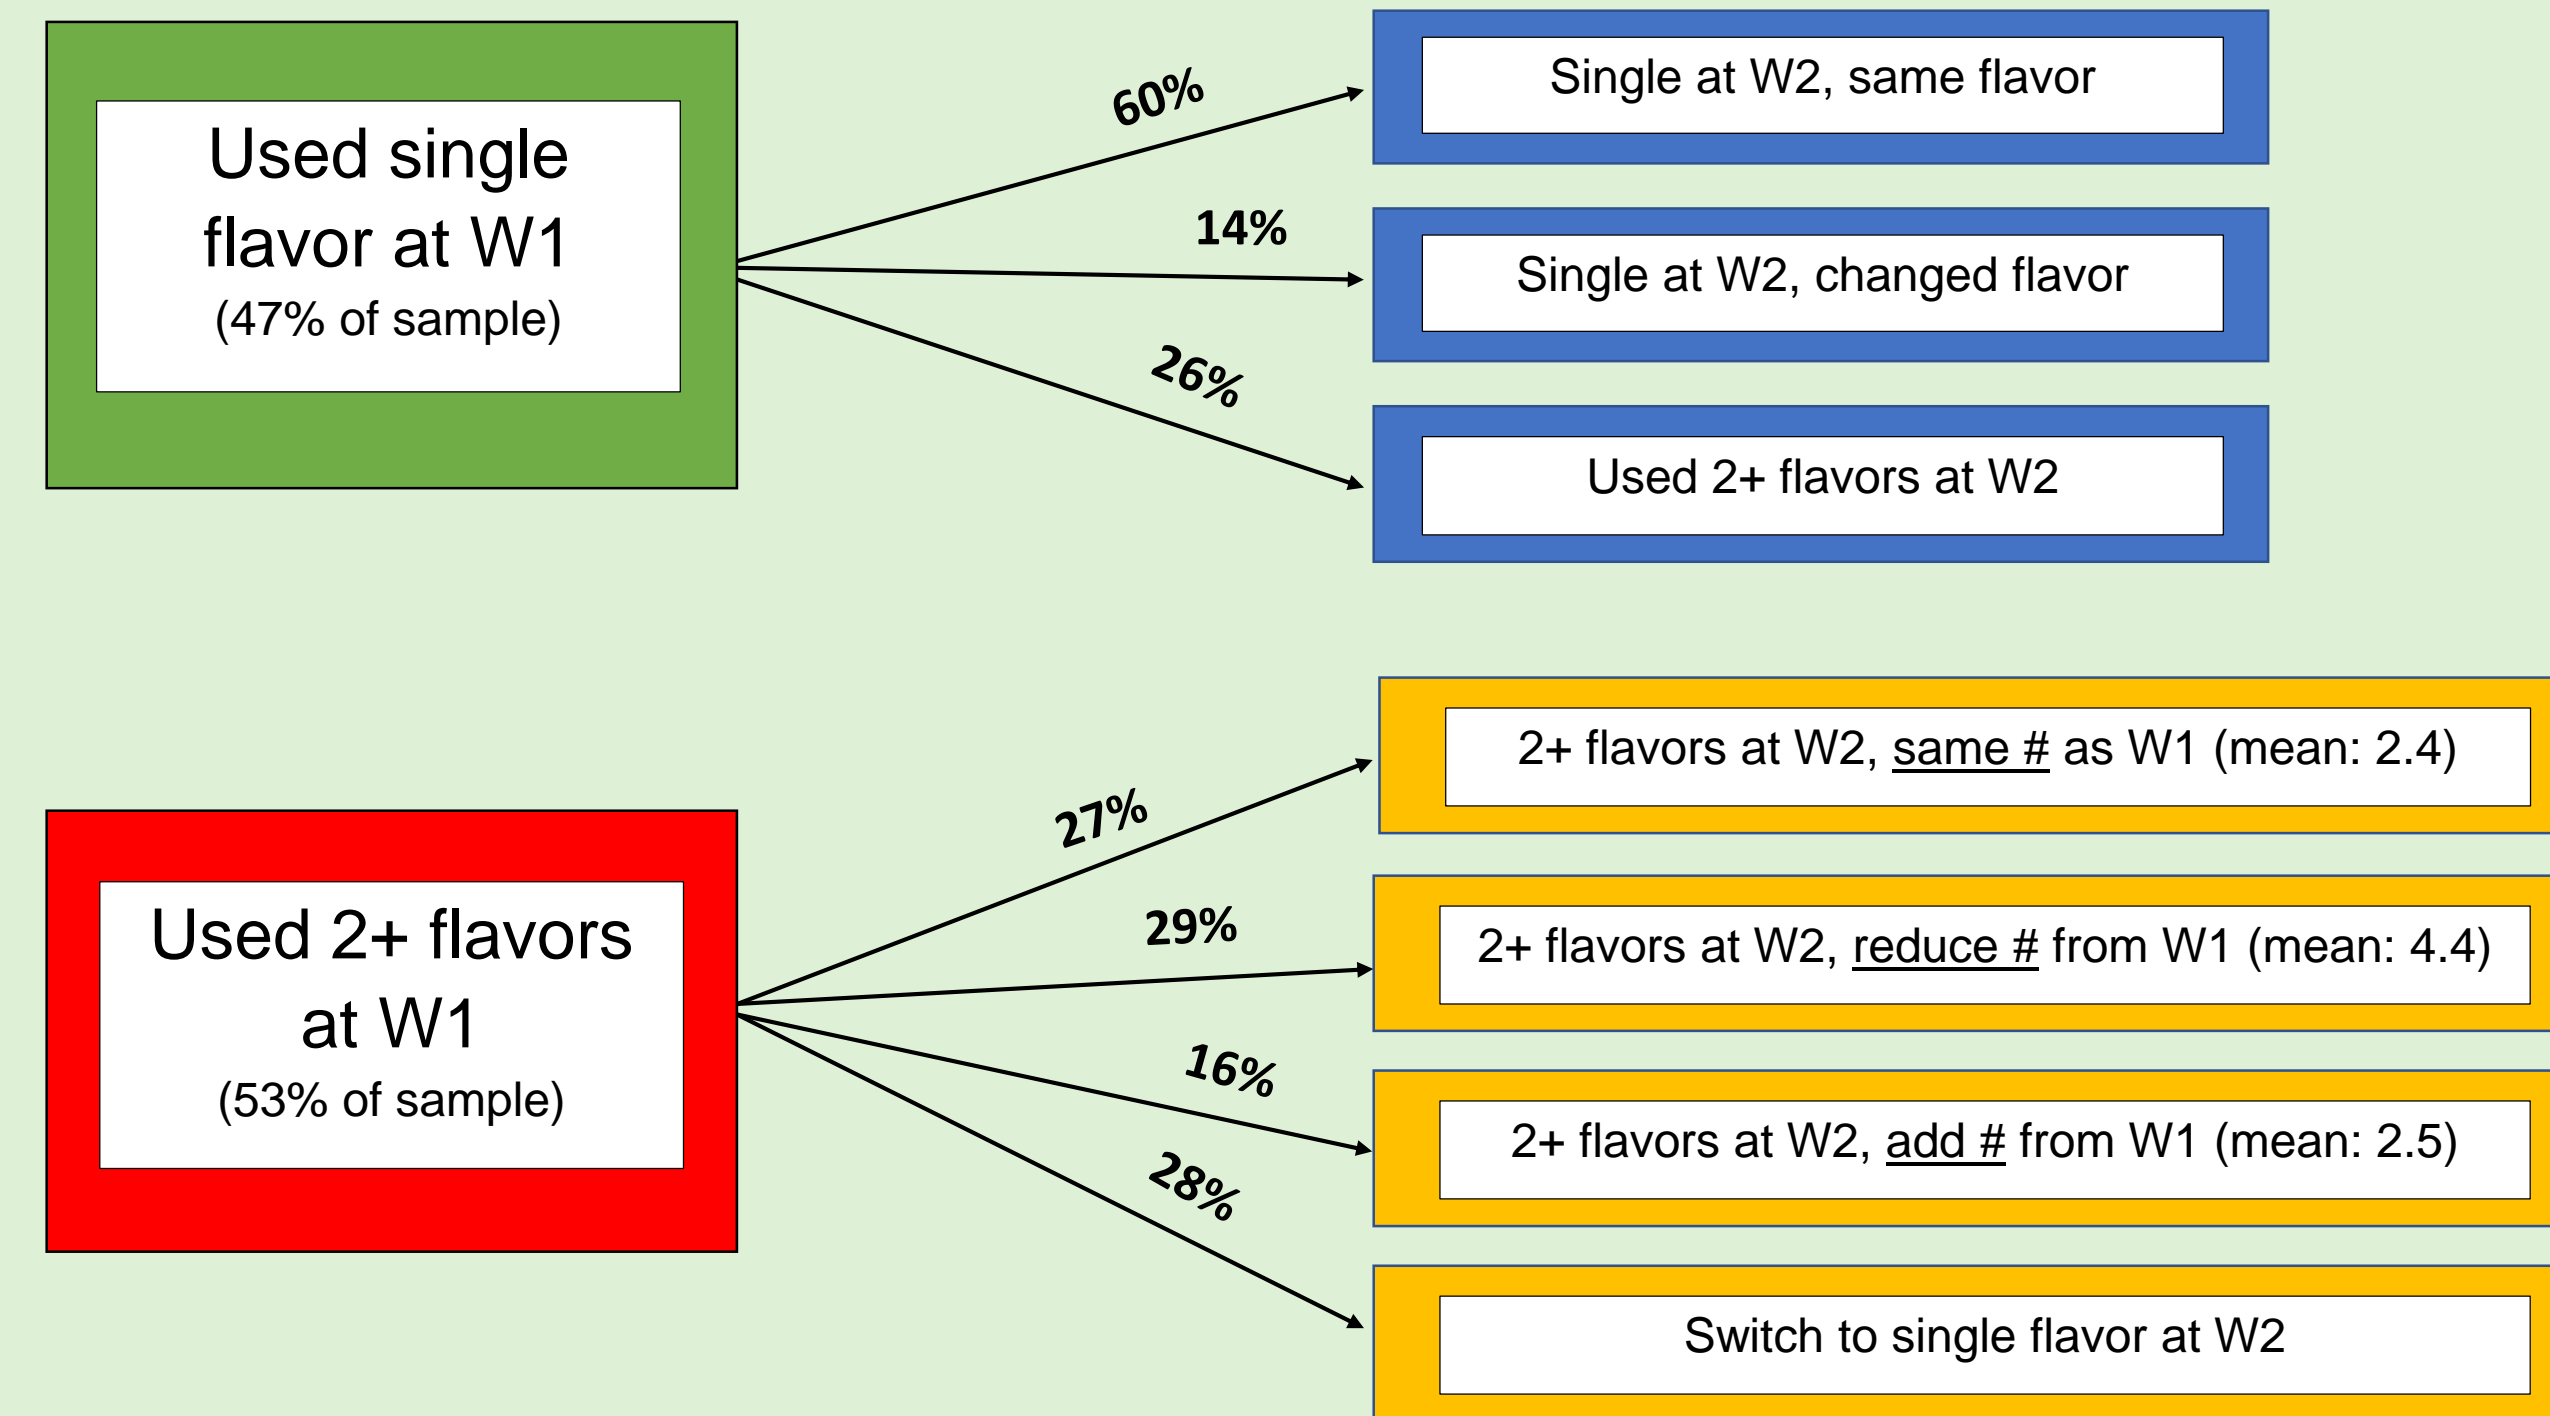 Used single
flavor at W1
(47% of sample)
60%
14%
26%
Single at W2, same flavor
Single at W2, changed flavor
Used 2+ flavors at W2
Used 2+ flavors
at W1
(53% of sample)
27%
29%
16%
28%
2+ flavors at W2, same # as W1 (mean: 2.4)
2+ flavors at W2, reduce # from W1 (mean: 4.4)
2+ flavors at W2, add # from W1 (mean: 2.5)
Switch to single flavor at W2